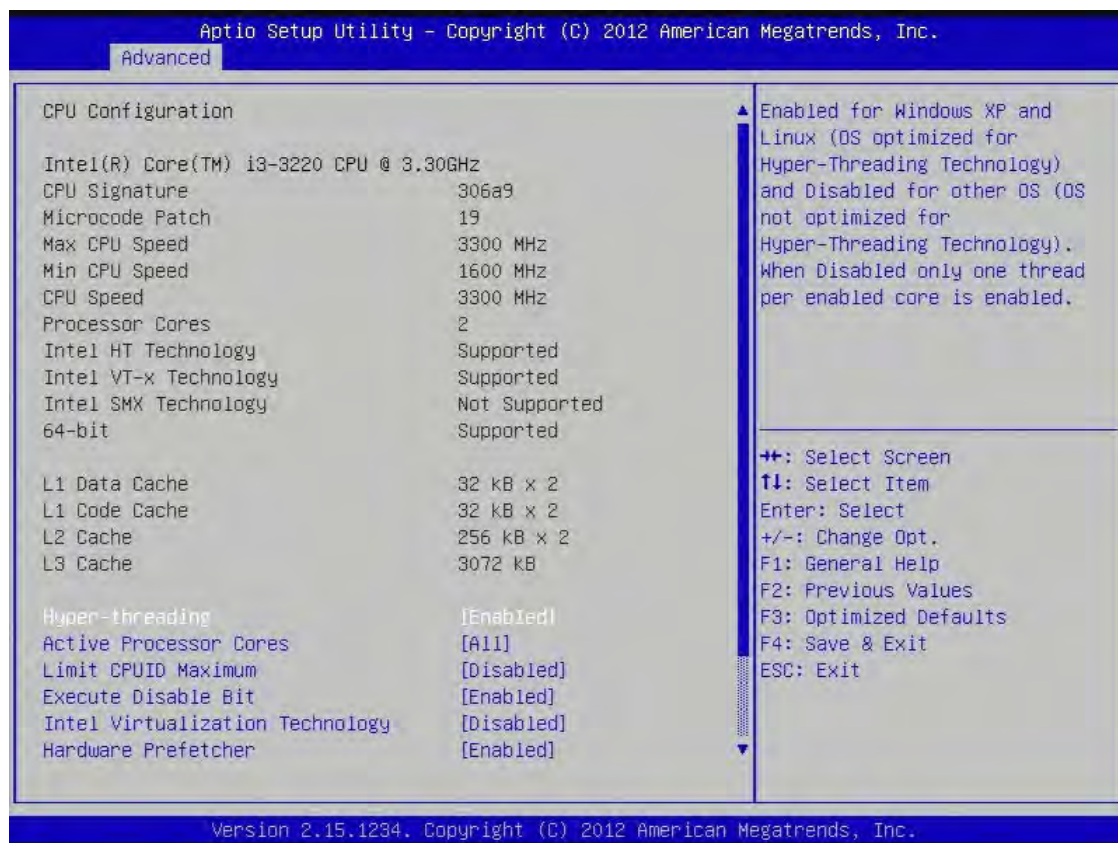 Aptio Setup Utility - Copyright (C) 2012 American Megatrends, Inc.
Advanced
CPU Configuration
Intel(R) Core(TM) i3-3220 CPU @ 3.30GHz
CPU Signature 306a9
Microcode Patch 19
Max CPU Speed 3300 MHz
Min CPU Speed 1600 MHz
CPU Speed 3300 MHz
Processor Cores 2
Intel HT Technology Supported
Intel VT-x Technology Supported
Intel SMX Technology Not Supported
64-bit Supported
L1 Data Cache 32 kB x 2
L1 Code Cache 32 kB x 2
L2 Cache 256 kB x 2
L3 Cache 3072 kB
Hyper-threading [Enabled]
Active Processor Cores [All]
Limit CPUID Maximum [Disabled]
Execute Disable Bit [Enabled]
Intel Virtualization Technology [Disabled]
Hardware Prefetcher [Enabled]
Enabled for Windows XP and
Linux (OS optimized for
Hyper-Threading Technology)
and Disabled for other OS (OS
not optimized for
Hyper-Threading Technology).
When Disabled only one thread
per enabled core is enabled.
→←: Select Screen
↑↓: Select Item
Enter: Select
+/-: Change Opt.
F1: General Help
F2: Previous Values
F3: Optimized Defaults
F4: Save & Exit
ESC: Exit
Version 2.15.1234. Copyright (C) 2012 American Megatrends, Inc.